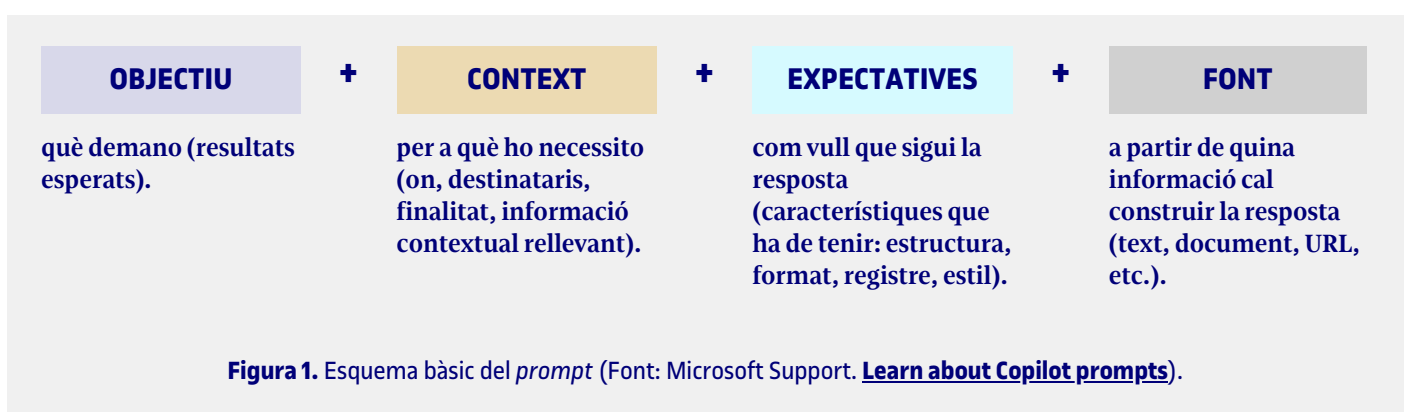 OBJECTIU + CONTEXT + EXPECTATIVES + FONT
què demano (resultats
esperats).
per a què ho necessito
(on, destinataris,
finalitat, informació
contextual rellevant).
com vull que sigui la
resposta
(característiques que
ha de tenir: estructura,
format, registre, estil).
a partir de quina
informació cal
construir la resposta
(text, document, URL,
etc.).
Figura 1. Esquema bàsic del prompt (Font: Microsoft Support. Learn about Copilot prompts).